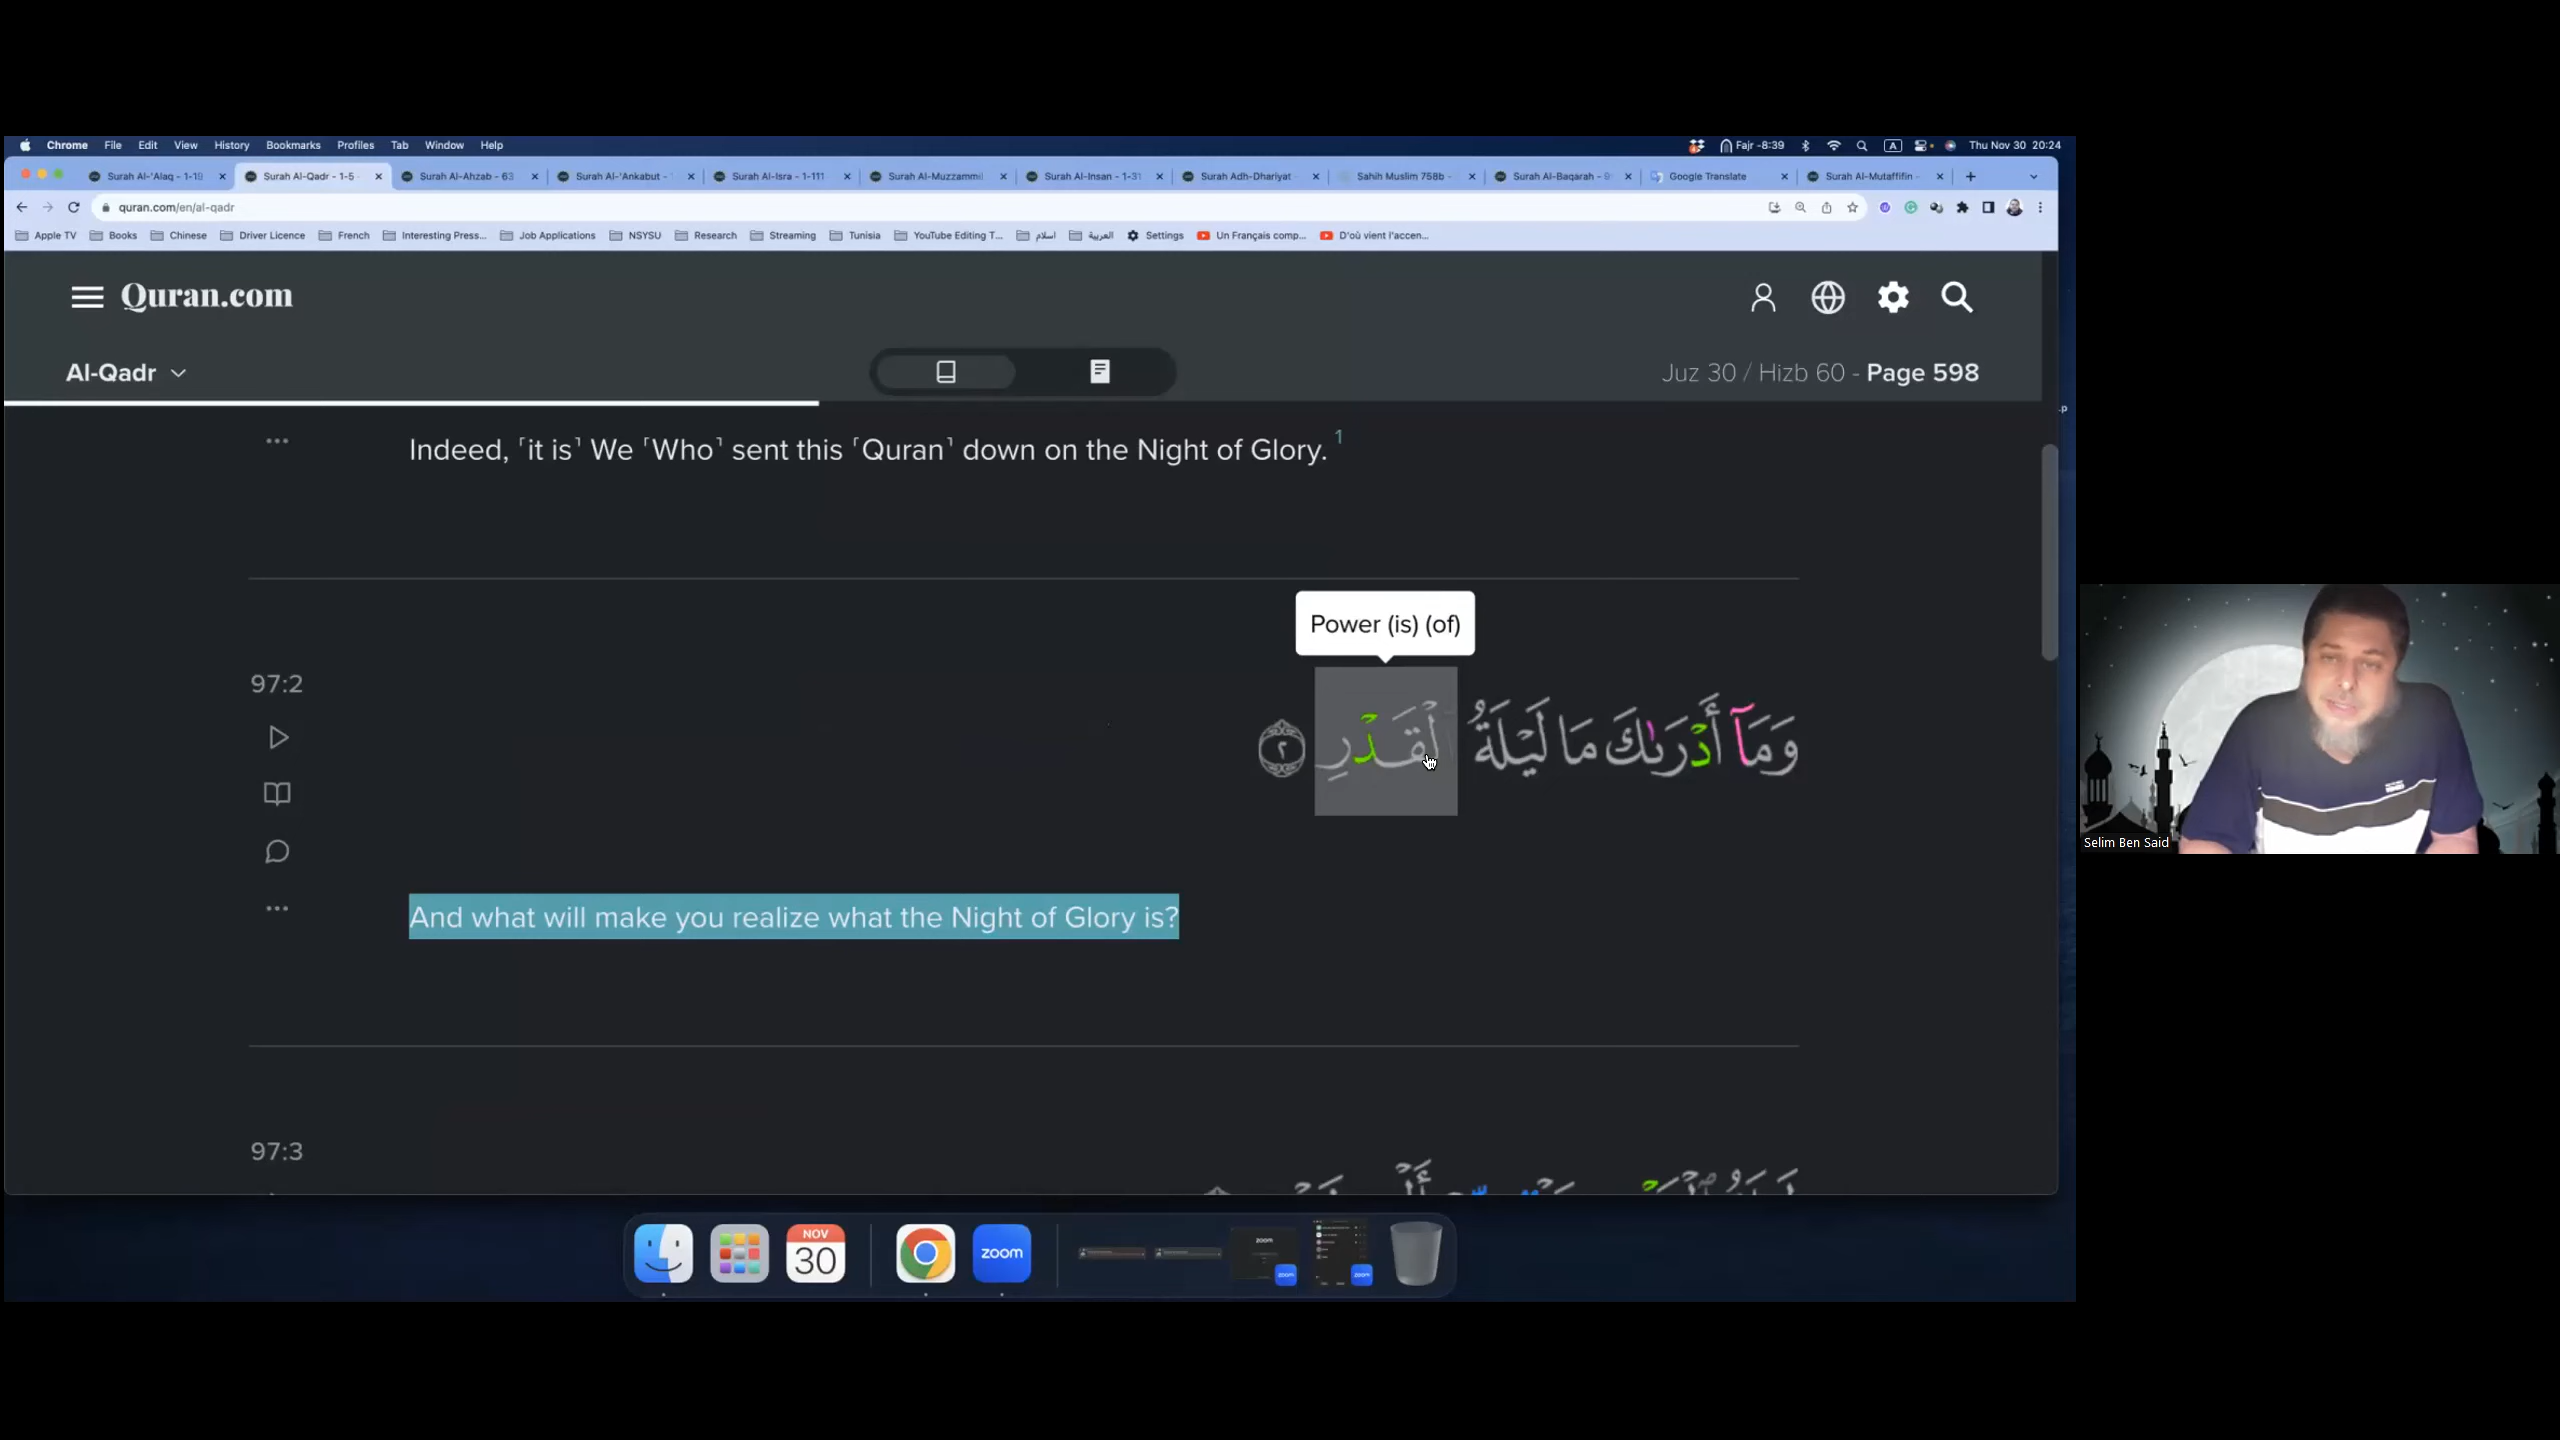 Chrome File Edit View History Bookmarks Profiles Tab Window Help
Fajr -8:39 A Thu Nov 30 20:24
Surah Al-'Alaq - 1-19
Surah Al-Qadr - 1-5
Surah Al-Ahzab - 63
Surah Al-'Ankabut -
Surah Al-Isra - 1-111
Surah Al-Muzzammil
Surah Al-Insan - 1-31
Surah Adh-Dhariyat
Sahih Muslim 758b -
Surah Al-Baqarah - 9
Google Translate
Surah Al-Mutaffifin -
quran.com/en/al-qadr
Apple TV Books Chinese Driver Licence French Interesting Press... Job Applications NSYSU Research Streaming Tunisia YouTube Editing T... اسلام العربية Settings Un Français comp... D'où vient l'accen...
Quran.com
Al-Qadr
Juz 30 / Hizb 60 - Page 598
Indeed, ˹it is˺ We ˹Who˺ sent this ˹Quran˺ down on the Night of Glory. 1
Power (is) (of)
97:2
وَمَآ أَدۡرَىٰكَ مَا لَيۡلَةُ ٱلۡقَدۡرِ ٢
And what will make you realize what the Night of Glory is?
97:3
Selim Ben Said
NOV
30
zoom
zoom
zoom
zoom